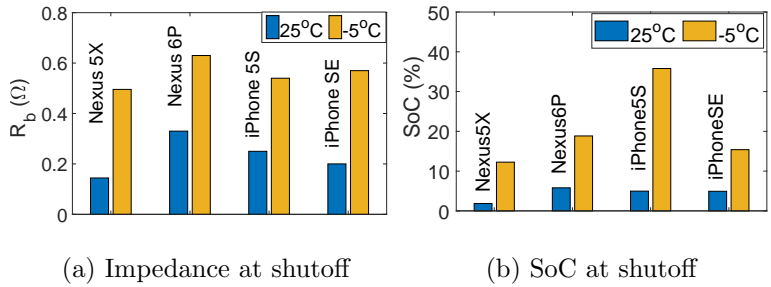 0.8
0.6
0.4
0.2
0
R_b (Ω)
25°C
-5°C
Nexus 5X
Nexus 6P
iPhone 5S
iPhone SE
(a) Impedance at shutoff
50
40
30
20
10
0
SoC (%)
25°C
-5°C
Nexus5X
Nexus6P
iPhone5S
iPhoneSE
(b) SoC at shutoff